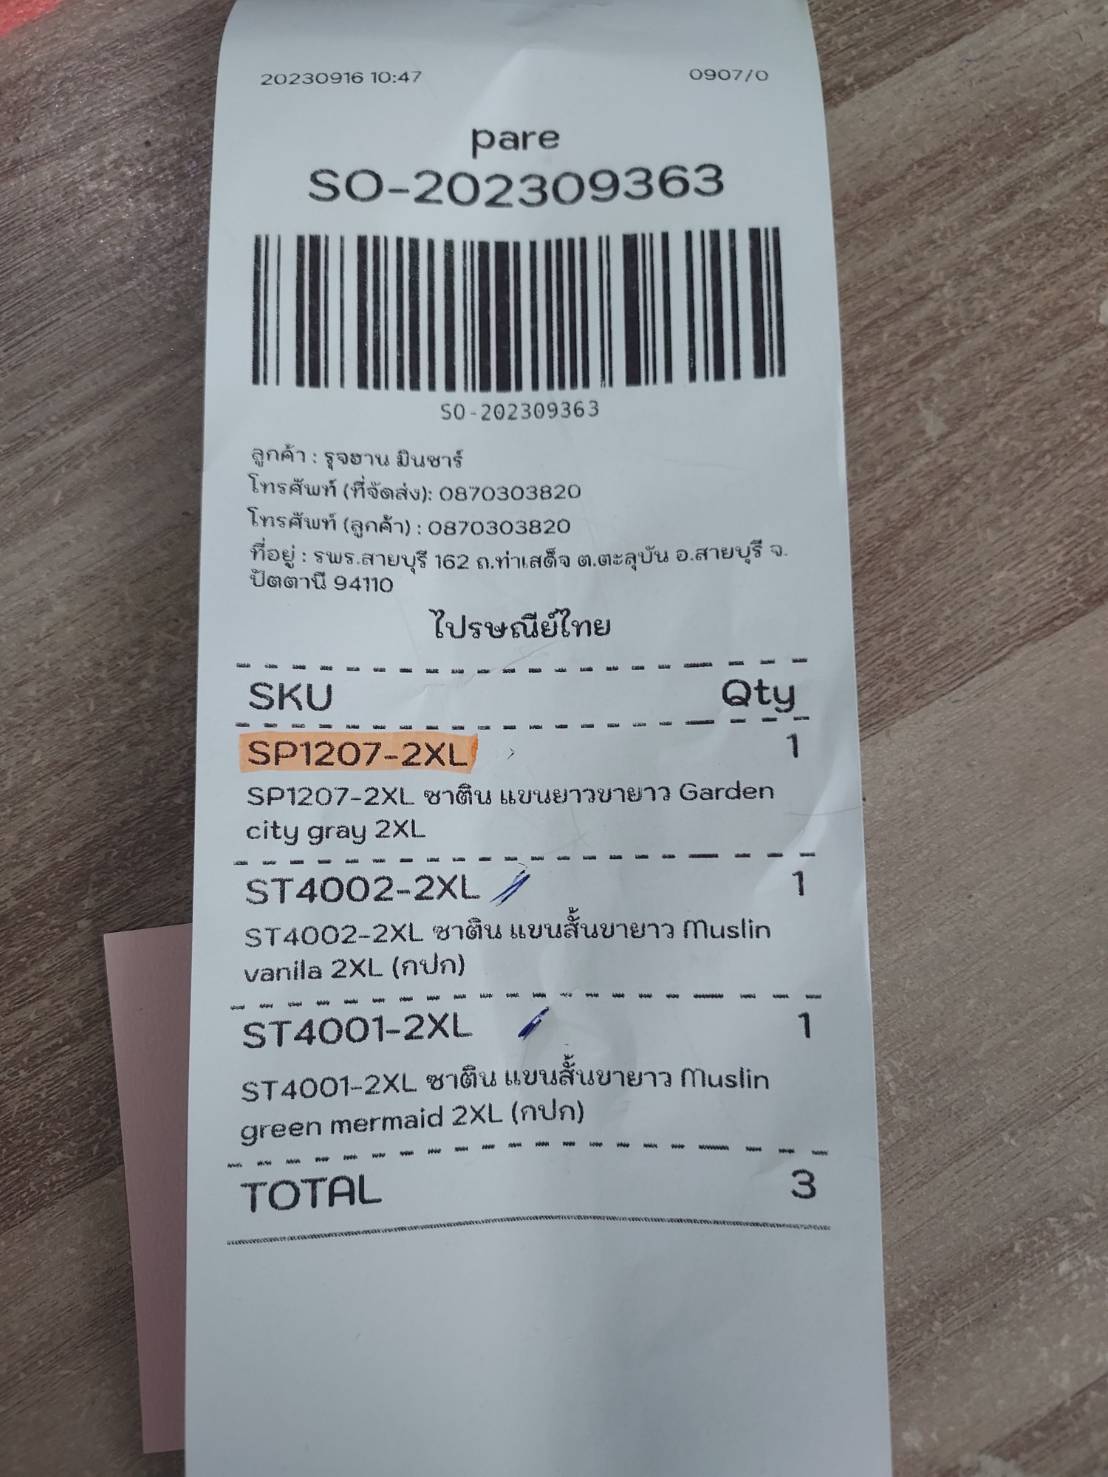 20230916 10:47 0907/0
pare
SO-202309363
SO-202309363
ลูกค้า : รุจฮาน มินซาร์
โทรศัพท์ (ที่จัดส่ง): 0870303820
โทรศัพท์ (ลูกค้า) : 0870303820
ที่อยู่ : รพร.สายบุรี 162 ถ.ท่าเสด็จ ต.ตะลุบัน อ.สายบุรี จ.
ปัตตานี 94110
ไปรษณีย์ไทย
SKU Qty
SP1207-2XL 1
SP1207-2XL ซาติน แขนยาวขายาว Garden
city gray 2XL
ST4002-2XL 1
ST4002-2XL ซาติน แขนสั้นขายาว Muslin
vanila 2XL (กปก)
ST4001-2XL 1
ST4001-2XL ซาติน แขนสั้นขายาว Muslin
green mermaid 2XL (กปก)
TOTAL 3